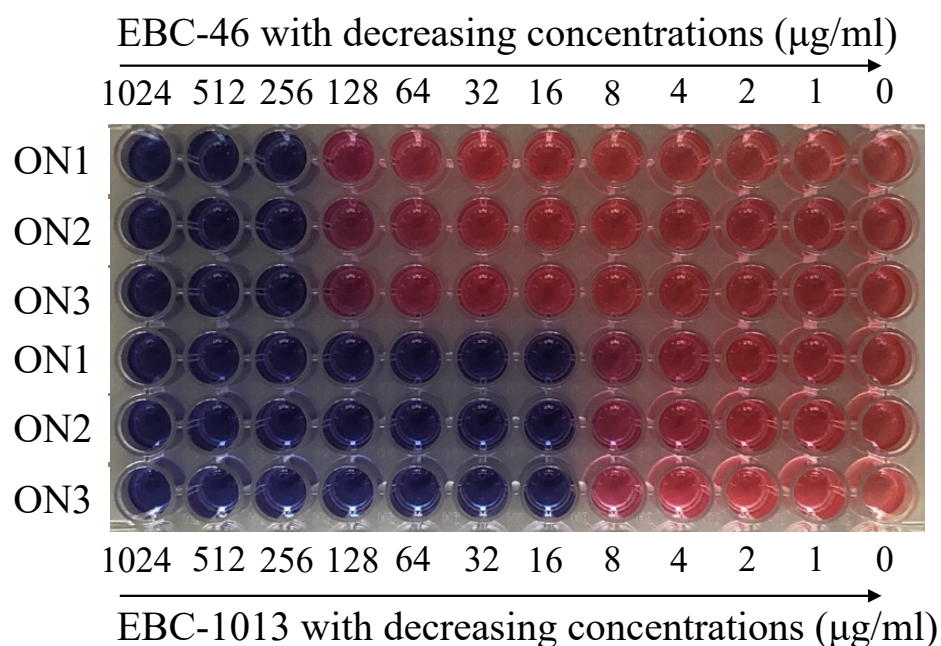 EBC-46 with decreasing concentrations (μg/ml)
1024 512 256 128 64 32 16 8 4 2 1 0
ON1
ON2
ON3
ON1
ON2
ON3
1024 512 256 128 64 32 16 8 4 2 1 0
EBC-1013 with decreasing concentrations (μg/ml)